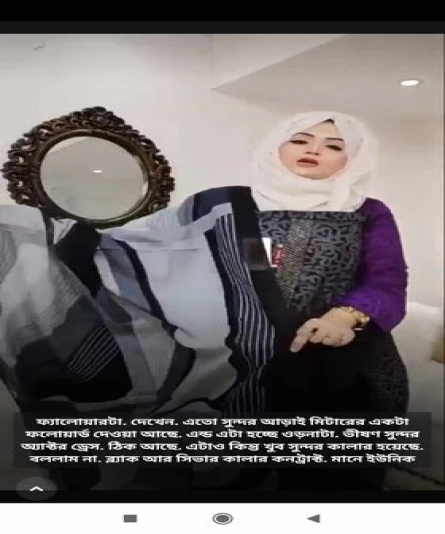 ফ্যালোয়ারটা. দেখেন. এতো সুন্দর আড়াই মিটারের একটা
ফলোয়ার্ড দেওয়া আছে. এন্ড এটা হচ্ছে ওড়নাটা. ভীষণ সুন্দর
অ্যাস্টর ড্রেস. ঠিক আছে. এটাও কিন্তু খুব সুন্দর কালার হয়েছে.
বললাম না. ব্ল্যাক আর সিভার কালার কনট্রাস্ট. মানে ইউনিক